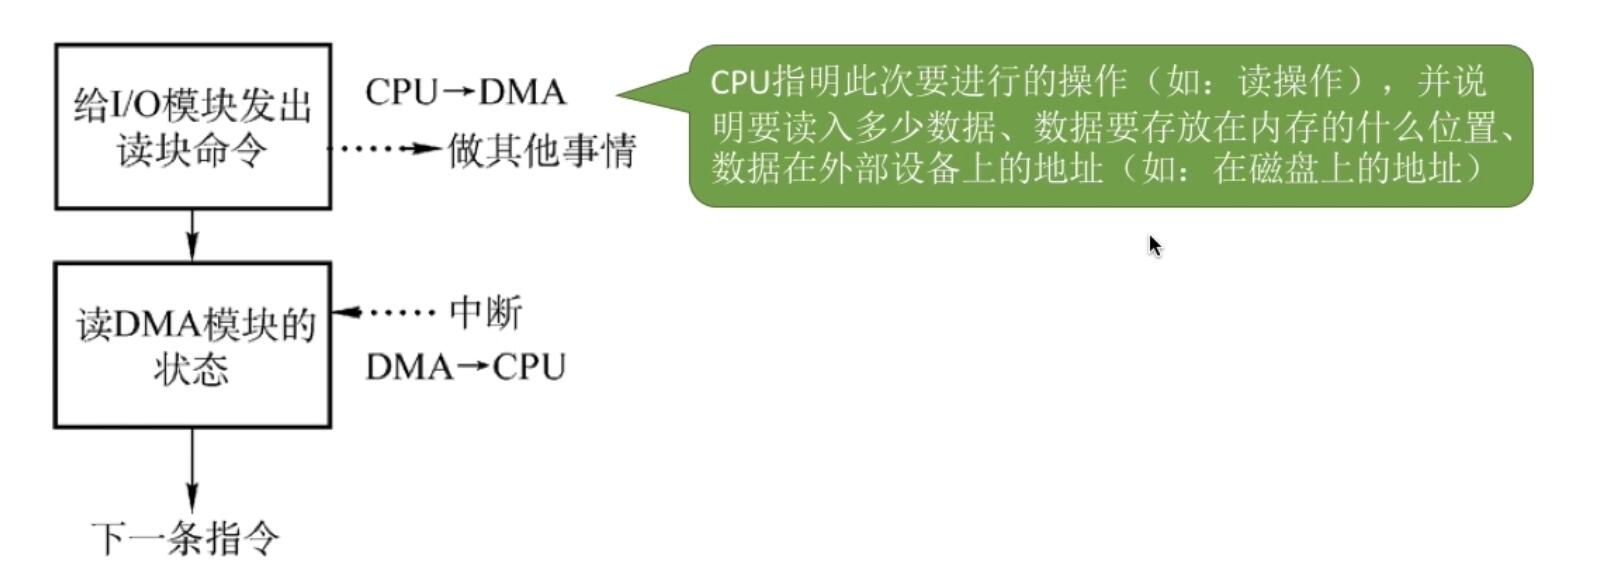 给I/O模块发出
读块命令
CPU→DMA
做其他事情
CPU指明此次要进行的操作（如：读操作），并说
明要读入多少数据、数据要存放在内存的什么位置、
数据在外部设备上的地址（如：在磁盘上的地址）
读DMA模块的
状态
中断
DMA→CPU
下一条指令